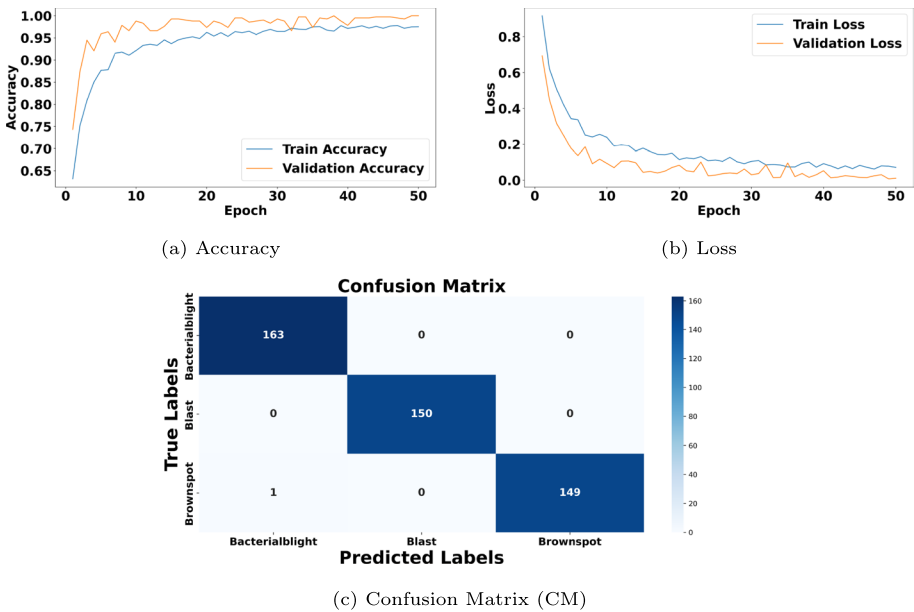 1.00
0.95
0.90
0.85
0.80
0.75
0.70
0.65
Accuracy
Train Accuracy
Validation Accuracy
0 10 20 30 40 50
Epoch
(a) Accuracy
0.8
0.6
0.4
0.2
0.0
Loss
Train Loss
Validation Loss
0 10 20 30 40 50
Epoch
(b) Loss
Confusion Matrix
True Labels
Bacterialblight
Blast
Brownspot
163 0 0
0 150 0
1 0 149
Bacterialblight Blast Brownspot
Predicted Labels
160
140
120
100
80
60
40
20
0
(c) Confusion Matrix (CM)